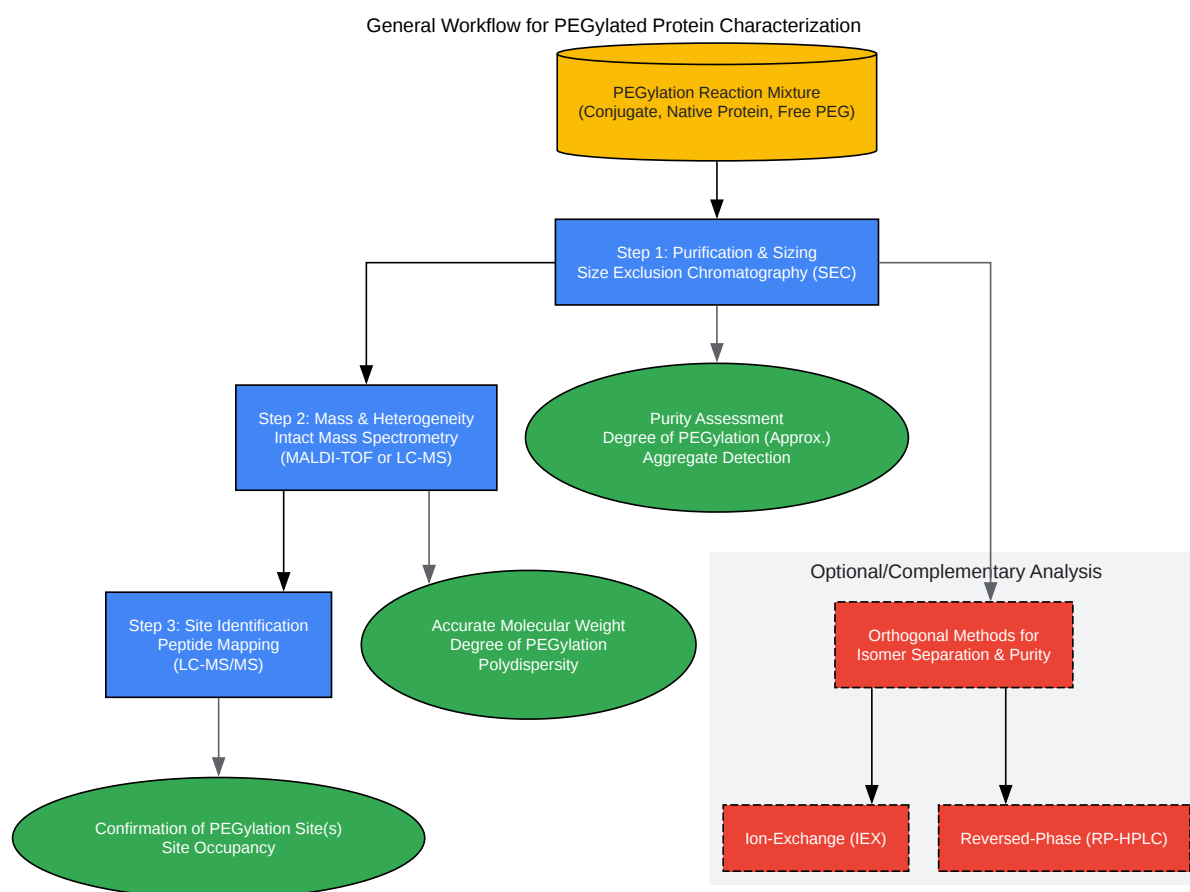 General Workflow for PEGylated Protein Characterization
PEGylation Reaction Mixture
(Conjugate, Native Protein, Free PEG)
Step 1: Purification & Sizing
Size Exclusion Chromatography (SEC)
Step 2: Mass & Heterogeneity
Intact Mass Spectrometry
(MALDI-TOF or LC-MS)
Purity Assessment
Degree of PEGylation (Approx.)
Aggregate Detection
Optional/Complementary Analysis
Step 3: Site Identification
Peptide Mapping
(LC-MS/MS)
Accurate Molecular Weight
Degree of PEGylation
Polydispersity
Orthogonal Methods for
Isomer Separation & Purity
Confirmation of PEGylation Site(s)
Site Occupancy
Ion-Exchange (IEX)
Reversed-Phase (RP-HPLC)